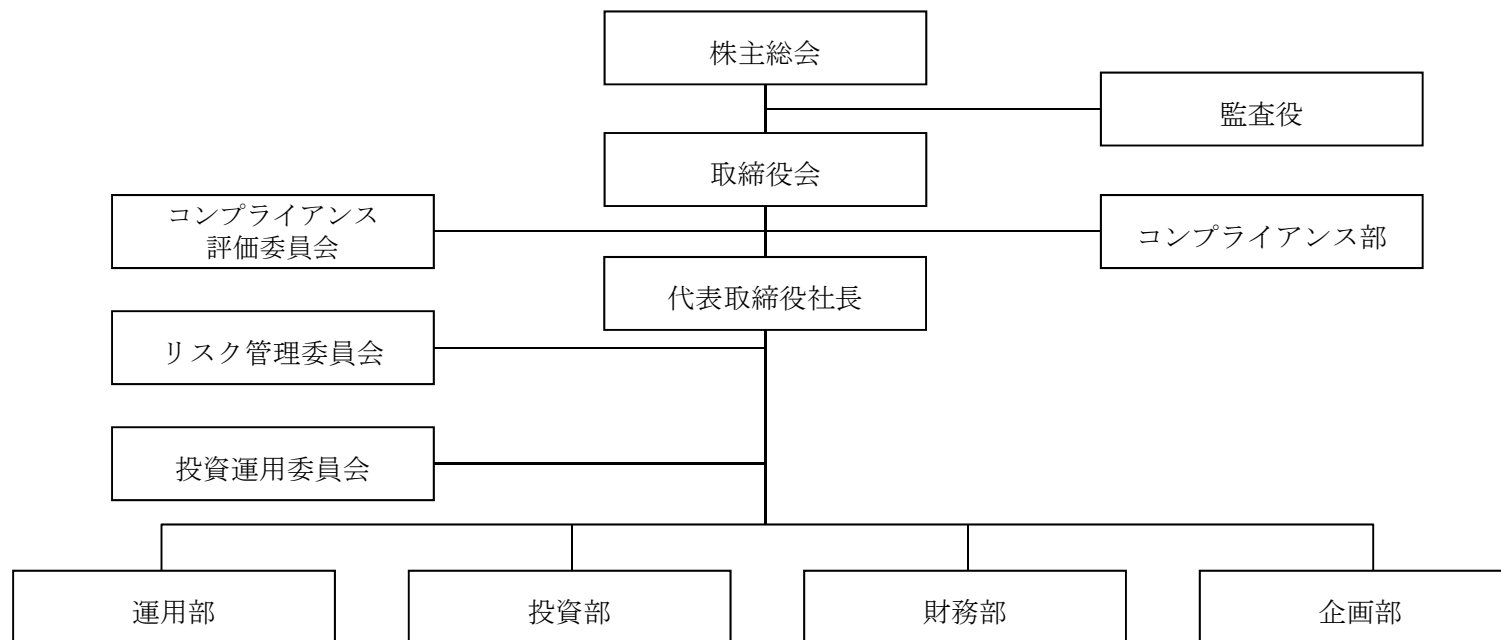 株主総会
監査役
取締役会
コンプライアンス
評価委員会
コンプライアンス部
代表取締役社長
リスク管理委員会
投資運用委員会
運用部
投資部
財務部
企画部